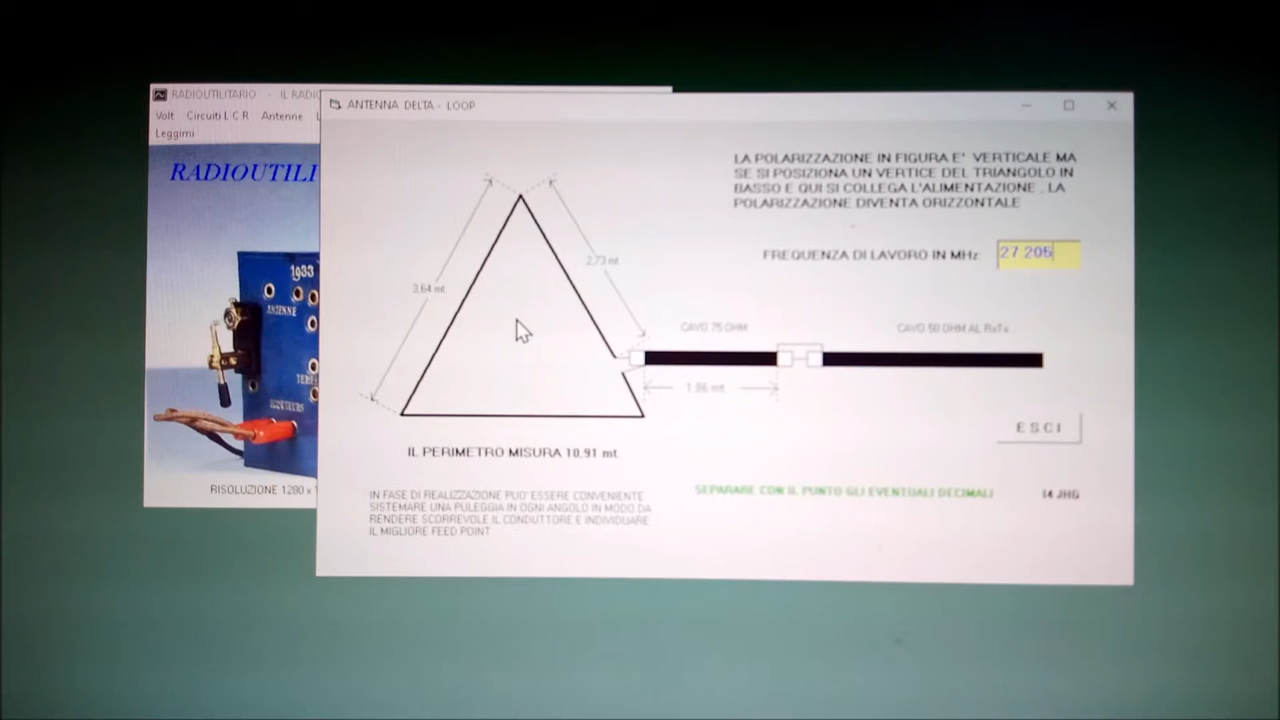 RADIOUTILITARIO - IL RADIO
Volt Circuiti L C R Antenne
Leggimi
RADIOUTILI
1933
ANTENNE
ECOUTEURS
RISOLUZIONE 1280 x 1
ANTENNA DELTA - LOOP
LA POLARIZZAZIONE IN FIGURA E' VERTICALE MA
SE SI POSIZIONA UN VERTICE DEL TRIANGOLO IN
BASSO E QUI SI COLLEGA L'ALIMENTAZIONE , LA
POLARIZZAZIONE DIVENTA ORIZZONTALE
FREQUENZA DI LAVORO IN MHz 27.205
2,73 mt
3,64 mt
CAVO 75 OHM
CAVO 50 OHM AL RxTx
1,86 mt
E S C I
IL PERIMETRO MISURA 10,91 mt
IN FASE DI REALIZZAZIONE PUO' ESSERE CONVENIENTE
SISTEMARE UNA PULEGGIA IN OGNI ANGOLO IN MODO DA
RENDERE SCORREVOLE IL CONDUTTORE E INDIVIDUARE
IL MIGLIORE FEED POINT
SEPARARE CON IL PUNTO GLI EVENTUALI DECIMALI
I4 JHG